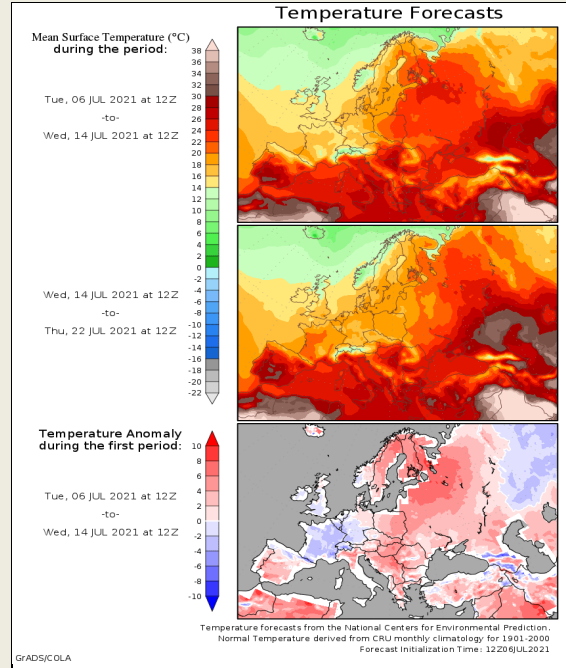 Temperature Forecasts
Mean Surface Temperature (°C)
during the period:
Tue, 06 JUL 2021 at 12Z
-to-
Wed, 14 JUL 2021 at 12Z
38
36
34
32
30
28
26
24
22
20
18
16
14
12
10
8
6
4
2
0
-2
-4
-6
-8
-10
-12
-14
-16
-18
-20
-22
Wed, 14 JUL 2021 at 12Z
-to-
Thu, 22 JUL 2021 at 12Z
Temperature Anomaly
during the first period:
Tue, 06 JUL 2021 at 12Z
-to-
Wed, 14 JUL 2021 at 12Z
10
8
6
4
2
0
-2
-4
-6
-8
-10
Temperature forecasts from the National Centers for Environmental Prediction.
Normal Temperature derived from CRU monthly climatology for 1901-2000
Forecast Initialization Time: 12Z06JUL2021
GrADS/COLA